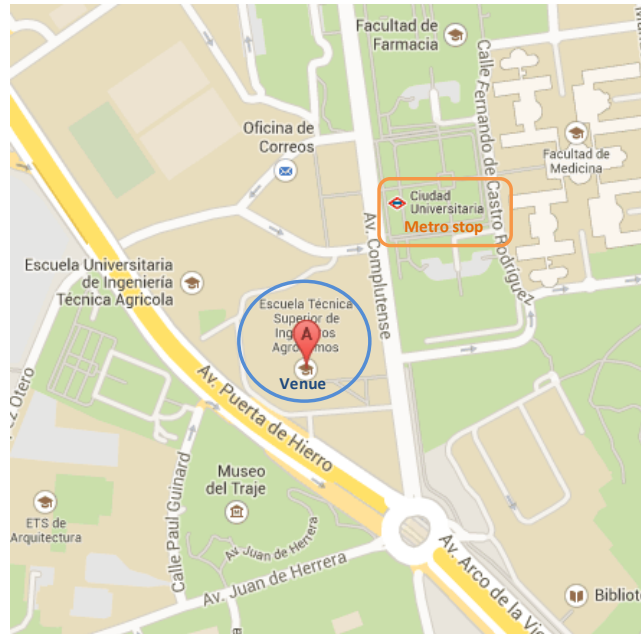 Facultad de
Farmacia
Calle Fernando de Castro Rodríguez
Oficina de
Correos
Facultad de
Medicina
Ciudad
Universitaria
Metro stop
Av. Complutense
Escuela Universitaria
de Ingeniería
Técnica Agricola
Escuela Técnica
Superior de
Agrónomos
A
Venue
Av. Puerta de Hierro
Otero
Museo
del Traje
Calle Paul Guinard
ETS de
Arquitectura
Av Juan de Herrera
Av. Juan de Herrera
Av. Arco de la